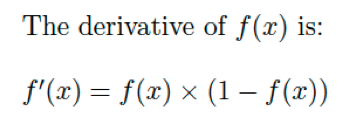 The derivative of f(x) is:
f'(x) = f(x) × (1 − f(x))